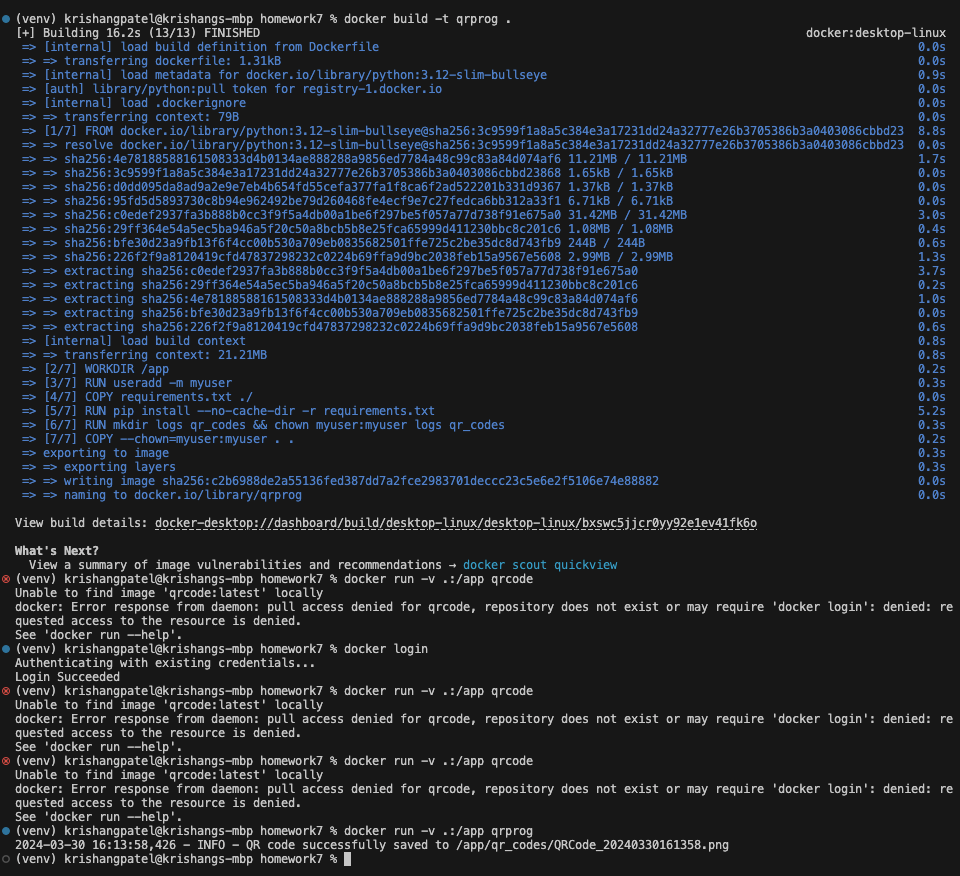 (venv) krishangpatel@krishangs-mbp homework7 % docker build -t qrprog .
[+] Building 16.2s (13/13) FINISHED docker:desktop-linux
=> [internal] load build definition from Dockerfile 0.0s
=> => transferring dockerfile: 1.31kB 0.0s
=> [internal] load metadata for docker.io/library/python:3.12-slim-bullseye 0.9s
=> [auth] library/python:pull token for registry-1.docker.io 0.0s
=> [internal] load .dockerignore 0.0s
=> => transferring context: 79B 0.0s
=> [1/7] FROM docker.io/library/python:3.12-slim-bullseye@sha256:3c9599f1a8a5c384e3a17231dd24a32777e26b3705386b3a0403086cbbd23 8.8s
=> => resolve docker.io/library/python:3.12-slim-bullseye@sha256:3c9599f1a8a5c384e3a17231dd24a32777e26b3705386b3a0403086cbbd23 0.0s
=> => sha256:4e78188588161508333d4b0134ae888288a9856ed7784a48c99c83a84d074af6 11.21MB / 11.21MB 1.7s
=> => sha256:3c9599f1a8a5c384e3a17231dd24a32777e26b3705386b3a0403086cbbd23868 1.65kB / 1.65kB 0.0s
=> => sha256:d0dd095da8ad9a2e9e7eb4b654fd55cefa377fa1f8ca6f2ad522201b331d9367 1.37kB / 1.37kB 0.0s
=> => sha256:95fd5d5893730c8b94e962492be79d260468fe4ecf9e7c27fedca6bb312a33f1 6.71kB / 6.71kB 0.0s
=> => sha256:c0edef2937fa3b888b0cc3f9f5a4db00a1be6f297be5f057a77d738f91e675a0 31.42MB / 31.42MB 3.0s
=> => sha256:29ff364e54a5ec5ba946a5f20c50a8bcb5b8e25fca65999d411230bbc8c201c6 1.08MB / 1.08MB 0.4s
=> => sha256:bfe30d23a9fb13f6f4cc00b530a709eb0835682501ffe725c2be35dc8d743fb9 244B / 244B 0.6s
=> => sha256:226f2f9a8120419cfd47837298232c0224b69ffa9d9bc2038feb15a9567e5608 2.99MB / 2.99MB 1.3s
=> => extracting sha256:c0edef2937fa3b888b0cc3f9f5a4db00a1be6f297be5f057a77d738f91e675a0 3.7s
=> => extracting sha256:29ff364e54a5ec5ba946a5f20c50a8bcb5b8e25fca65999d411230bbc8c201c6 0.2s
=> => extracting sha256:4e78188588161508333d4b0134ae888288a9856ed7784a48c99c83a84d074af6 1.0s
=> => extracting sha256:bfe30d23a9fb13f6f4cc00b530a709eb0835682501ffe725c2be35dc8d743fb9 0.0s
=> => extracting sha256:226f2f9a8120419cfd47837298232c0224b69ffa9d9bc2038feb15a9567e5608 0.6s
=> [internal] load build context 0.8s
=> => transferring context: 21.21MB 0.8s
=> [2/7] WORKDIR /app 0.2s
=> [3/7] RUN useradd -m myuser 0.3s
=> [4/7] COPY requirements.txt ./ 0.0s
=> [5/7] RUN pip install --no-cache-dir -r requirements.txt 5.2s
=> [6/7] RUN mkdir logs qr_codes && chown myuser:myuser logs qr_codes 0.3s
=> [7/7] COPY --chown=myuser:myuser . . 0.2s
=> exporting to image 0.3s
=> => exporting layers 0.3s
=> => writing image sha256:c2b6988de2a55136fed387dd7a2fce2983701deccc23c5e6e2f5106e74e88882 0.0s
=> => naming to docker.io/library/qrprog 0.0s
View build details: docker-desktop://dashboard/build/desktop-linux/desktop-linux/bxswc5jjcr0yy92e1ev41fk6o
What's Next?
View a summary of image vulnerabilities and recommendations → docker scout quickview
(venv) krishangpatel@krishangs-mbp homework7 % docker run -v .:/app qrcode
Unable to find image 'qrcode:latest' locally
docker: Error response from daemon: pull access denied for qrcode, repository does not exist or may require 'docker login': denied: re
quested access to the resource is denied.
See 'docker run --help'.
(venv) krishangpatel@krishangs-mbp homework7 % docker login
Authenticating with existing credentials...
Login Succeeded
(venv) krishangpatel@krishangs-mbp homework7 % docker run -v .:/app qrcode
Unable to find image 'qrcode:latest' locally
docker: Error response from daemon: pull access denied for qrcode, repository does not exist or may require 'docker login': denied: re
quested access to the resource is denied.
See 'docker run --help'.
(venv) krishangpatel@krishangs-mbp homework7 % docker run -v .:/app qrcode
Unable to find image 'qrcode:latest' locally
docker: Error response from daemon: pull access denied for qrcode, repository does not exist or may require 'docker login': denied: re
quested access to the resource is denied.
See 'docker run --help'.
(venv) krishangpatel@krishangs-mbp homework7 % docker run -v .:/app qrprog
2024-03-30 16:13:58,426 - INFO - QR code successfully saved to /app/qr_codes/QRCode_20240330161358.png
(venv) krishangpatel@krishangs-mbp homework7 %